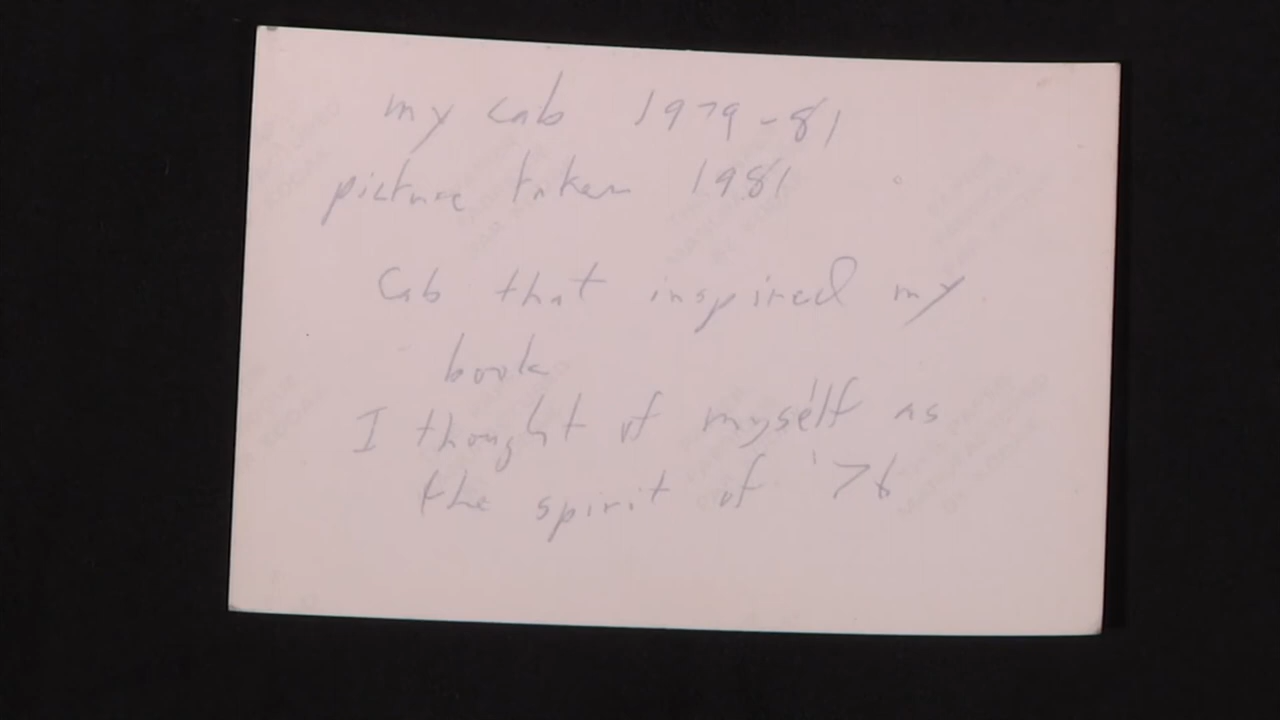 my cab 1979-81
picture taken 1981
Cab that inspired my
book
I thought of myself as
the spirit of '76